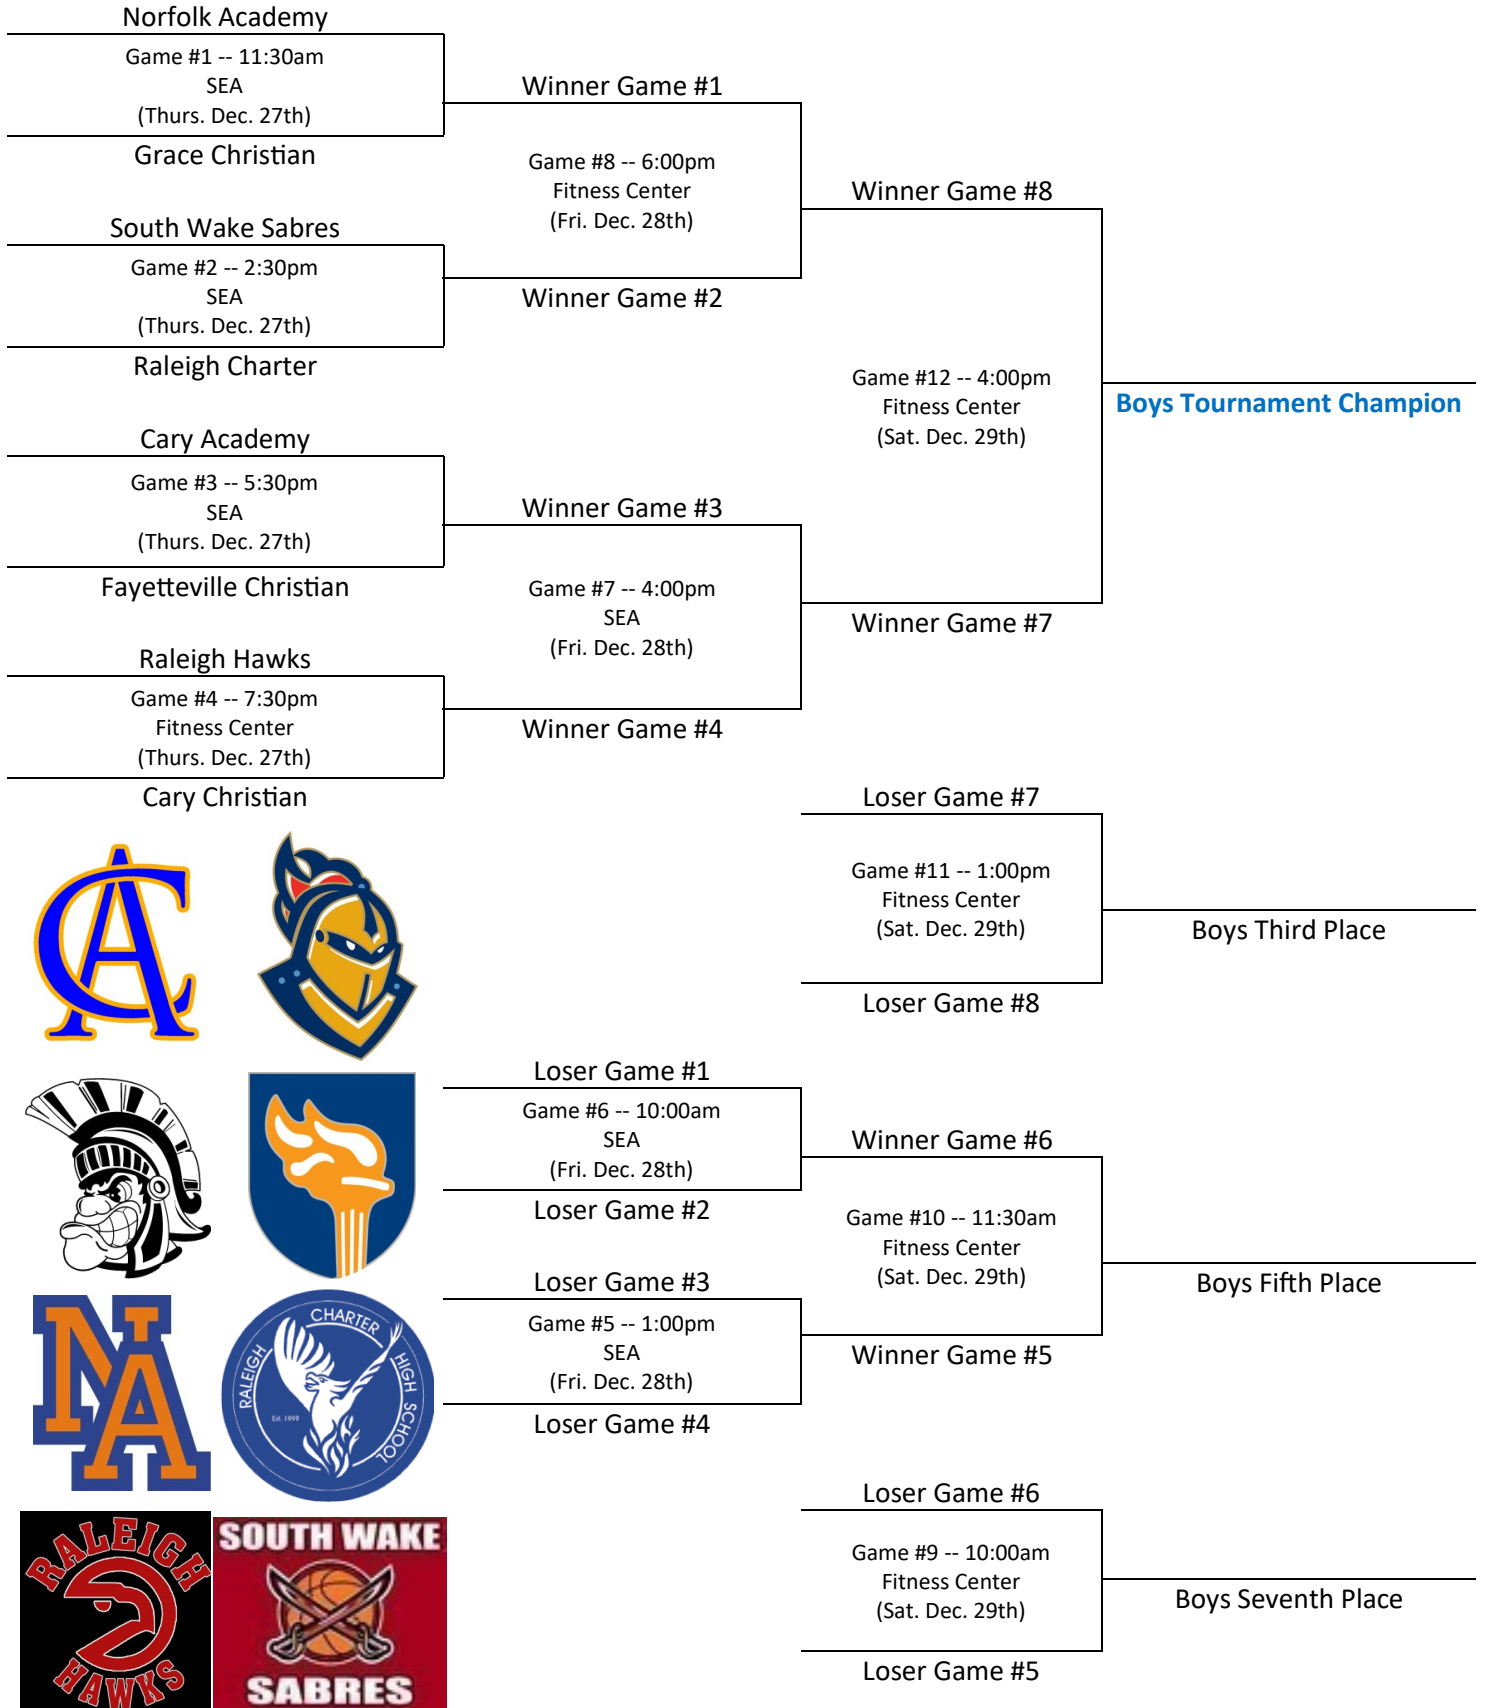 Norfolk Academy
Game #1 -- 11:30am
SEA
(Thurs. Dec. 27th)
Grace Christian
Winner Game #1
Game #8 -- 6:00pm
Fitness Center
(Fri. Dec. 28th)
Winner Game #2
South Wake Sabres
Game #2 -- 2:30pm
SEA
(Thurs. Dec. 27th)
Raleigh Charter
Winner Game #8
Game #12 -- 4:00pm
Fitness Center
(Sat. Dec. 29th)
Winner Game #7
Boys Tournament Champion
Cary Academy
Game #3 -- 5:30pm
SEA
(Thurs. Dec. 27th)
Fayetteville Christian
Winner Game #3
Game #7 -- 4:00pm
SEA
(Fri. Dec. 28th)
Winner Game #4
Raleigh Hawks
Game #4 -- 7:30pm
Fitness Center
(Thurs. Dec. 27th)
Cary Christian
Loser Game #7
Game #11 -- 1:00pm
Fitness Center
(Sat. Dec. 29th)
Loser Game #8
Boys Third Place
CA
Loser Game #1
Game #6 -- 10:00am
SEA
(Fri. Dec. 28th)
Loser Game #2
Winner Game #6
Game #10 -- 11:30am
Fitness Center
(Sat. Dec. 29th)
Winner Game #5
Boys Fifth Place
Loser Game #3
Game #5 -- 1:00pm
SEA
(Fri. Dec. 28th)
Loser Game #4
NA
RALEIGH CHARTER HIGH SCHOOL
Est. 1999
Loser Game #6
Game #9 -- 10:00am
Fitness Center
(Sat. Dec. 29th)
Loser Game #5
Boys Seventh Place
RALEIGH
HAWKS
SOUTH WAKE
SABRES